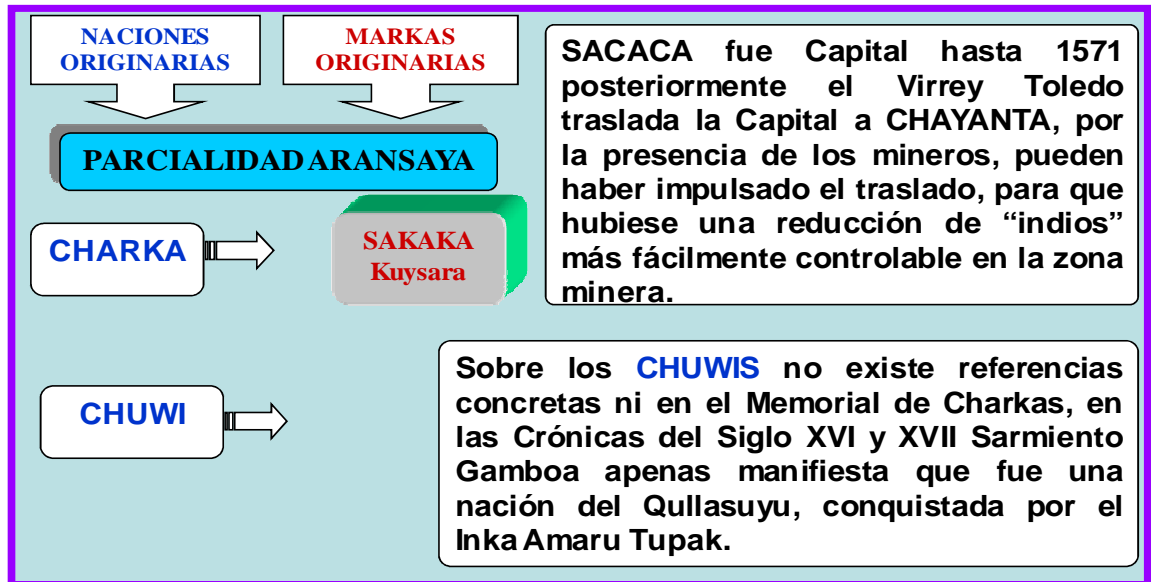 NACIONES
ORIGINARIAS
MARKAS
ORIGINARIAS
PARCIALIDAD ARANSAYA
CHARKA
SAKAKA
Kuysara
SACACA fue Capital hasta 1571
posteriormente el Virrey Toledo
traslada la Capital a CHAYANTA, por
la presencia de los mineros, pueden
haber impulsado el traslado, para que
hubiese una reducción de “indios”
más fácilmente controlable en la zona
minera.
CHUWI
Sobre los CHUWIS no existe referencias
concretas ni en el Memorial de Charkas, en
las Crónicas del Siglo XVI y XVII Sarmiento
Gamboa apenas manifiesta que fue una
nación del Qullasuyu, conquistada por el
Inka Amaru Tupak.